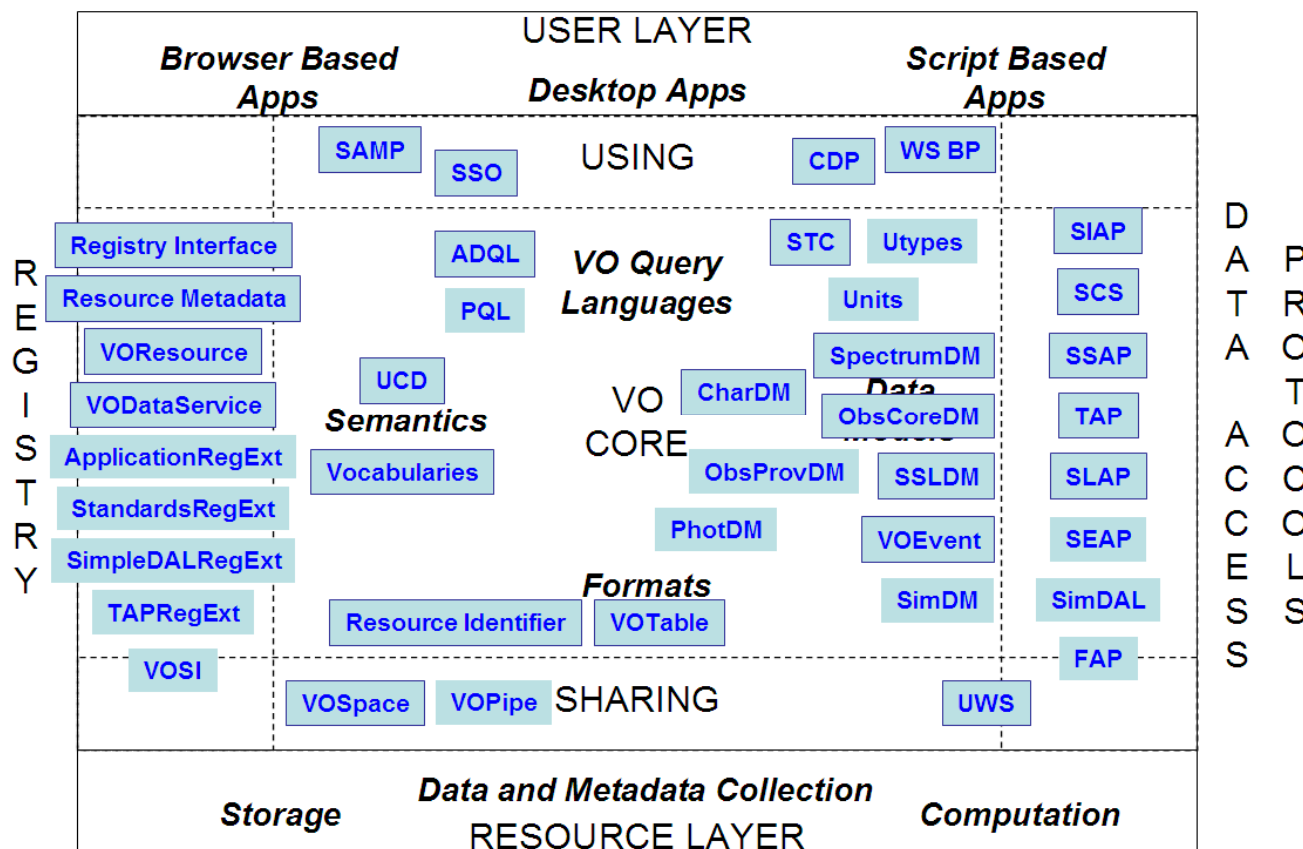 USER LAYER
Browser Based
Apps
Desktop Apps
Script Based
Apps
SAMP
SSO
USING
CDP
WS BP
REGISTRY
Registry Interface
Resource Metadata
VOResource
VODataService
ApplicationRegExt
StandardsRegExt
SimpleDALRegExt
TAPRegExt
VOSI
ADQL
PQL
VO Query
Languages
UCD
Semantics
Vocabularies
VO
CORE
STC
Utypes
Units
SpectrumDM
CharDM
Data
Models
ObsCoreDM
ObsProvDM
SSLDM
PhotDM
VOEvent
SimDM
Formats
Resource Identifier
VOTable
SIAP
SCS
SSAP
TAP
SLAP
SEAP
SimDAL
FAP
DATA ACCESS
PROTOCOLS
VOSpace
VOPipe
SHARING
UWS
Storage
Data and Metadata Collection
Computation
RESOURCE LAYER